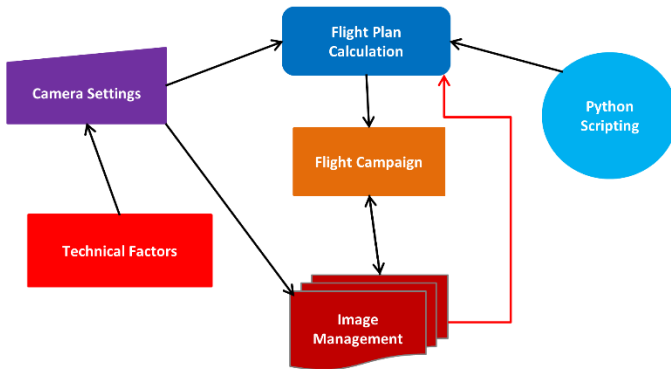 Flight Plan
Calculation
Camera Settings
Python
Scripting
Flight Campaign
Technical Factors
Image
Management